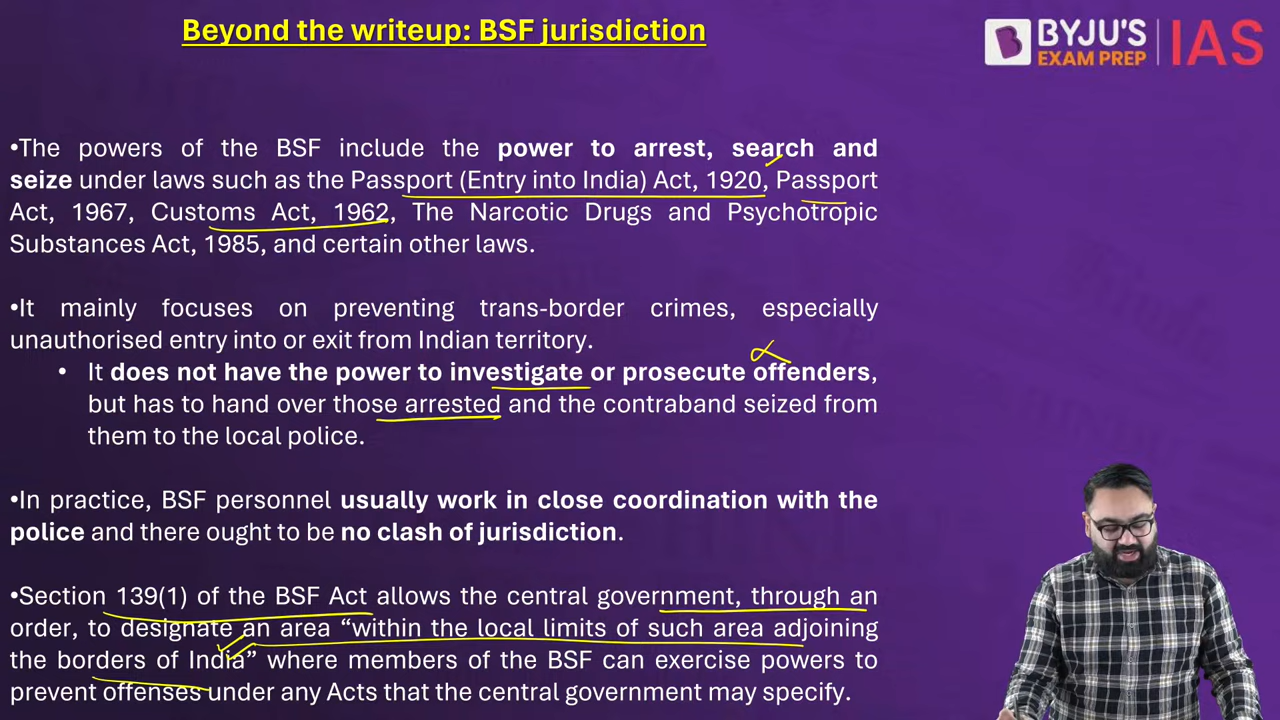 Beyond the writeup: BSF jurisdiction
BYJU'S
EXAM PREP
IAS
•The powers of the BSF include the power to arrest, search and
seize under laws such as the Passport (Entry into India) Act, 1920, Passport
Act, 1967, Customs Act, 1962, The Narcotic Drugs and Psychotropic
Substances Act, 1985, and certain other laws.
•It mainly focuses on preventing trans-border crimes, especially
unauthorised entry into or exit from Indian territory.
• It does not have the power to investigate or prosecute offenders,
but has to hand over those arrested and the contraband seized from
them to the local police.
•In practice, BSF personnel usually work in close coordination with the
police and there ought to be no clash of jurisdiction.
•Section 139(1) of the BSF Act allows the central government, through an
order, to designate an area “within the local limits of such area adjoining
the borders of India” where members of the BSF can exercise powers to
prevent offenses under any Acts that the central government may specify.